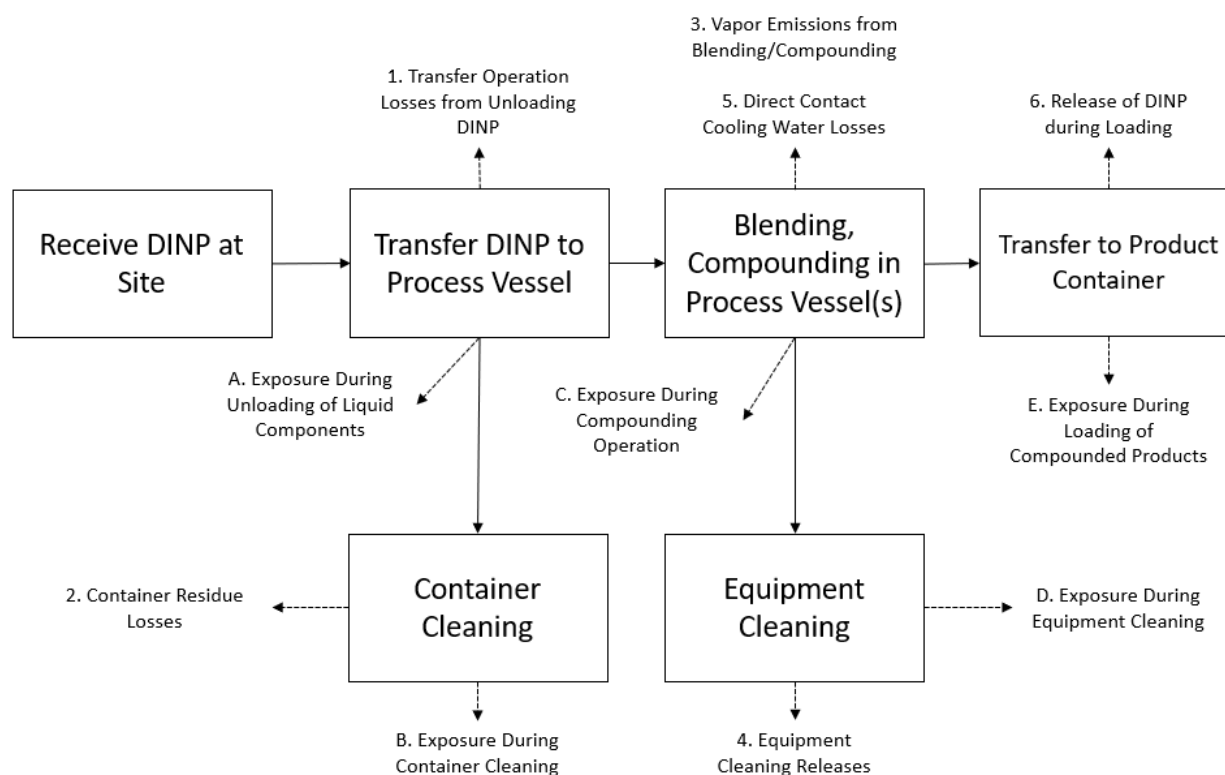 3. Vapor Emissions from
Blending/Compounding
1. Transfer Operation
Losses from Unloading
DINP
5. Direct Contact
Cooling Water Losses
6. Release of DINP
during Loading
Receive DINP at
Site
Transfer DINP to
Process Vessel
Blending,
Compounding in
Process Vessel(s)
Transfer to Product
Container
A. Exposure During
Unloading of Liquid
Components
C. Exposure During
Compounding
Operation
E. Exposure During
Loading of
Compounded Products
2. Container Residue
Losses
Container
Cleaning
Equipment
Cleaning
D. Exposure During
Equipment Cleaning
B. Exposure During
Container Cleaning
4. Equipment
Cleaning Releases